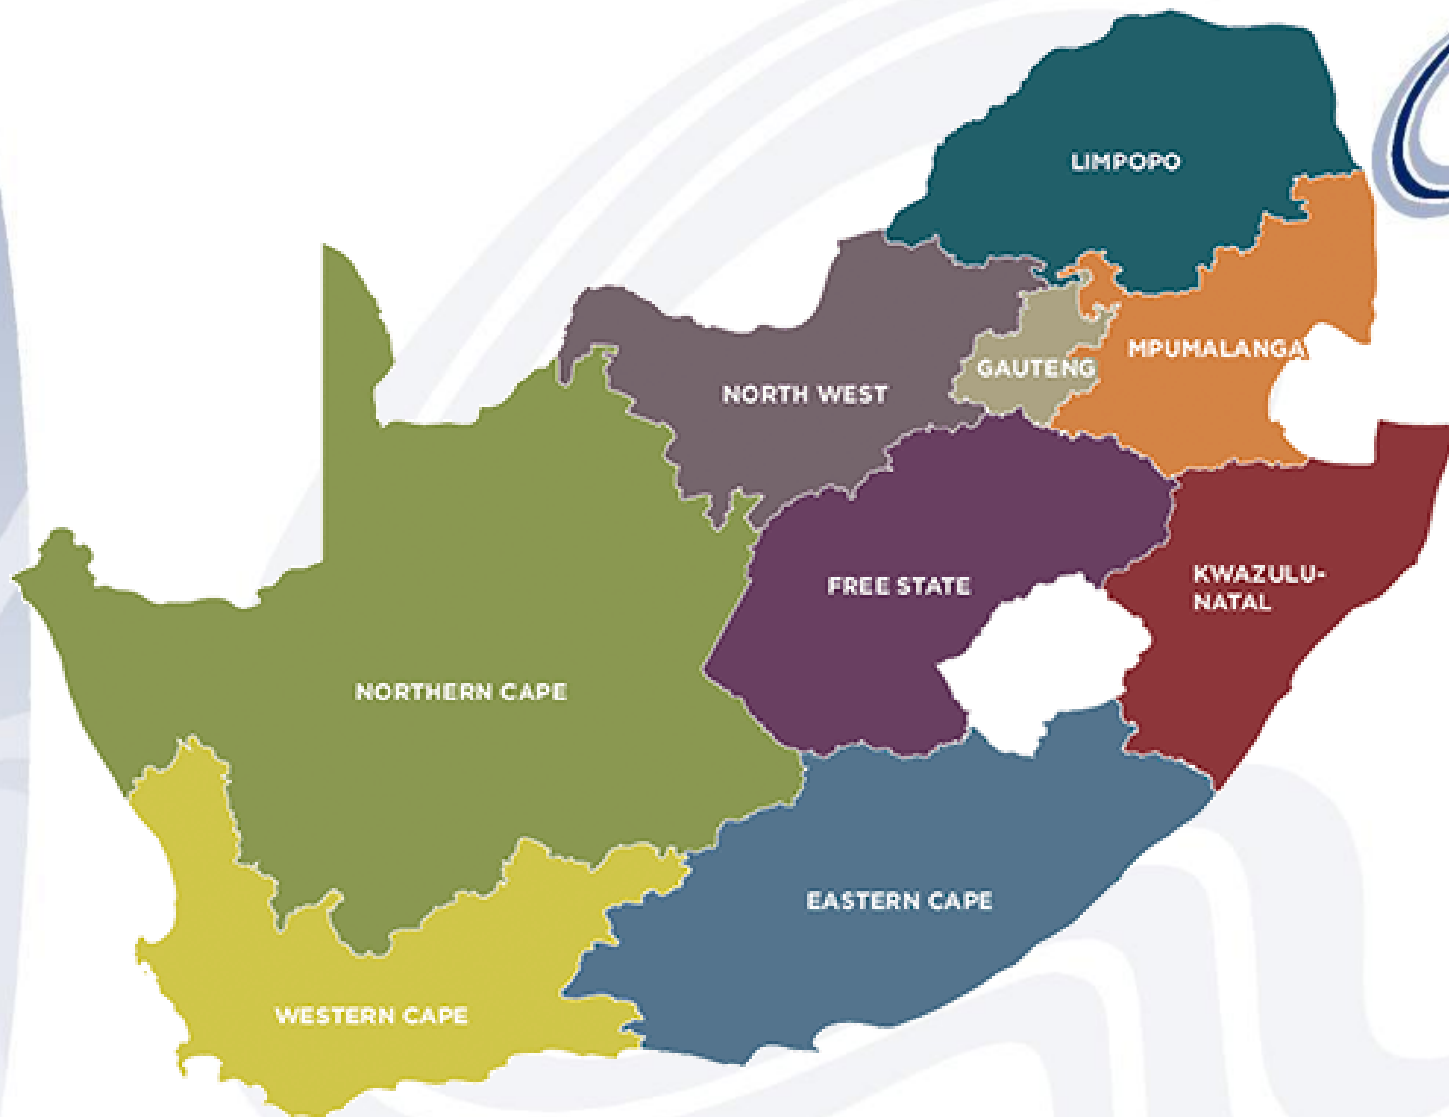 LIMPOPO
MPUMALANGA
GAUTENG
NORTH WEST
KWAZULU-
NATAL
FREE STATE
NORTHERN CAPE
EASTERN CAPE
WESTERN CAPE